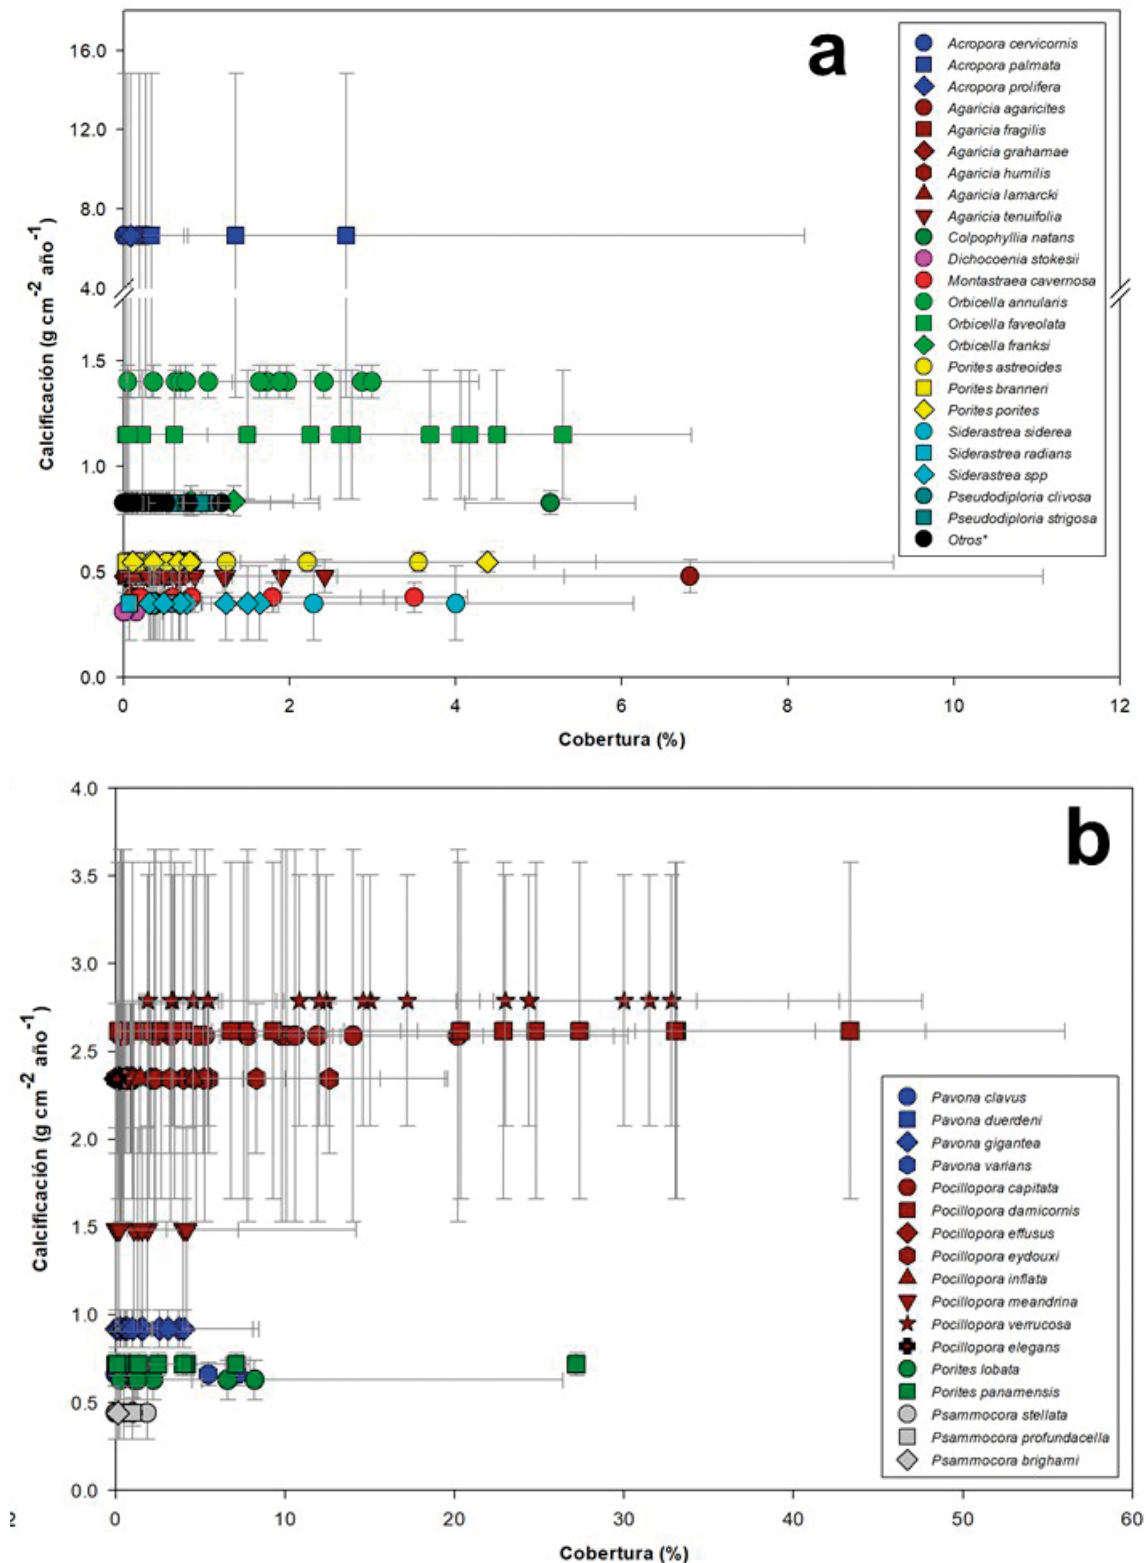 a
16.0
12.0
8.0
4.0
1.5
1.0
0.5
0.0
Calcificación (g cm⁻² año⁻¹)
0 2 4 6 8 10 12
Cobertura (%)
Acropora cervicornis
Acropora palmata
Acropora prolifera
Agaricia agaricites
Agaricia fragilis
Agaricia grahamae
Agaricia humilis
Agaricia lamarcki
Agaricia tenuifolia
Colpophyllia natans
Dichocoenia stokesii
Montastraea cavernosa
Orbicella annularis
Orbicella faveolata
Orbicella franksi
Porites astreoides
Porites branneri
Porites porites
Siderastrea siderea
Siderastrea radians
Siderastrea spp
Pseudodiploria clivosa
Pseudodiploria strigosa
Otros*
b
4.0
3.5
3.0
2.5
2.0
1.5
1.0
0.5
0.0
Calcificación (g cm⁻² año⁻¹)
0 10 20 30 40 50 60
Cobertura (%)
Pavona clavus
Pavona duerdeni
Pavona gigantea
Pavona varians
Pocillopora capitata
Pocillopora damicornis
Pocillopora effusus
Pocillopora eydouxi
Pocillopora inflata
Pocillopora meandrina
Pocillopora verrucosa
Pocillopora elegans
Porites lobata
Porites panamensis
Psammocora stellata
Psammocora profundacella
Psammocora brighami